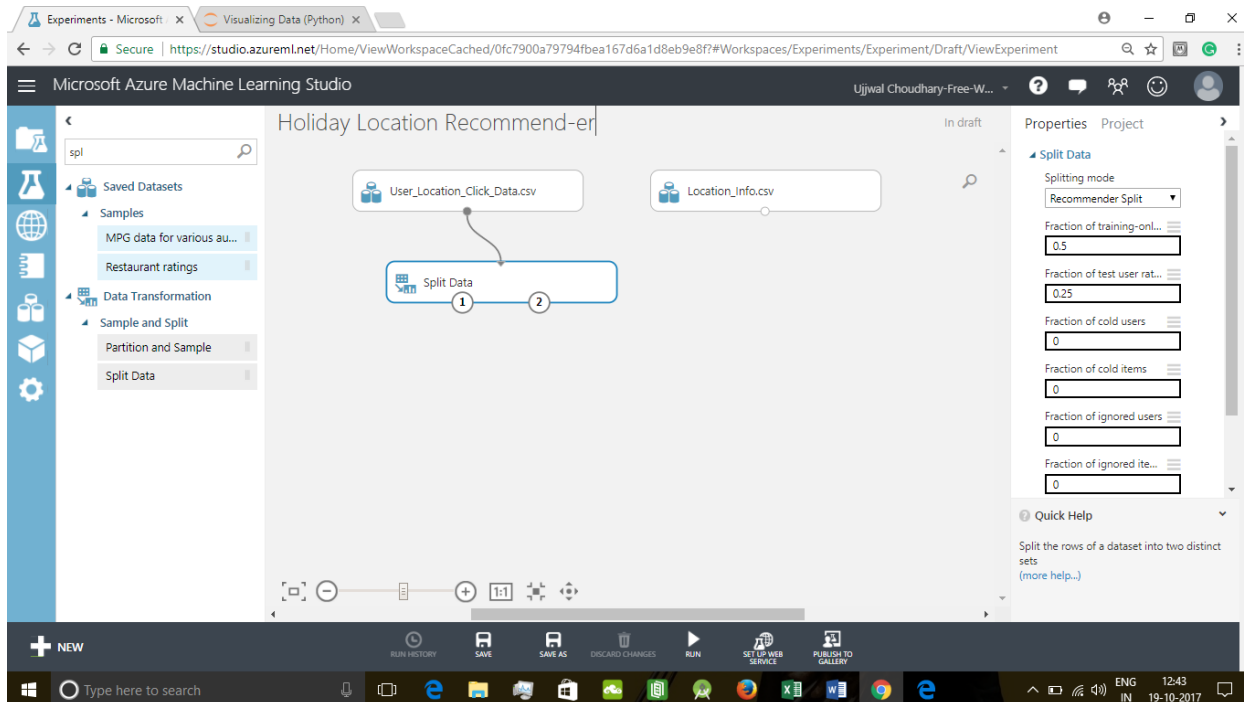 Experiments - Microsoft
Visualizing Data (Python)
Secure | https://studio.azureml.net/Home/ViewWorkspaceCached/0fc7900a79794fbea167d6a1d8eb9e8f?#Workspaces/Experiments/Experiment/Draft/ViewExperiment
Microsoft Azure Machine Learning Studio
Ujjwal Choudhary-Free-W...
spl
Saved Datasets
Samples
MPG data for various au...
Restaurant ratings
Data Transformation
Sample and Split
Partition and Sample
Split Data
Holiday Location Recommend-er
In draft
User_Location_Click_Data.csv
Location_Info.csv
Split Data
1 2
1:1
Properties Project
Split Data
Splitting mode
Recommender Split
Fraction of training-onl...
0.5
Fraction of test user rat...
0.25
Fraction of cold users
0
Fraction of cold items
0
Fraction of ignored users
0
Fraction of ignored ite...
0
Quick Help
Split the rows of a dataset into two distinct
sets
(more help...)
NEW
RUN HISTORY
SAVE
SAVE AS
DISCARD CHANGES
RUN
SET UP WEB
SERVICE
PUBLISH TO
GALLERY
Type here to search
ENG
IN
12:43
19-10-2017